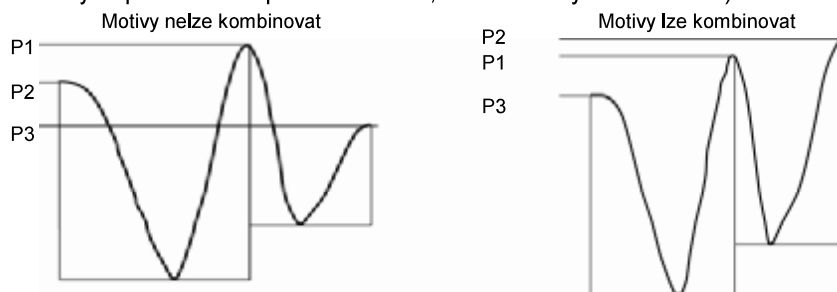 Motivy nelze kombinovat
P1
P2
P3
Motivy lze kombinovat
P2
P1
P3